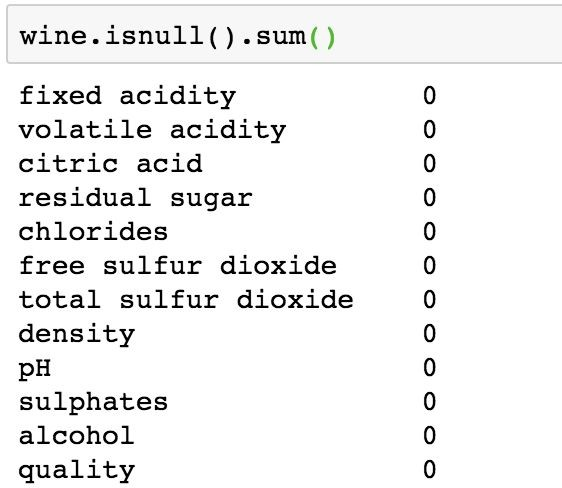 wine.isnull().sum()
fixed acidity 0
volatile acidity 0
citric acid 0
residual sugar 0
chlorides 0
free sulfur dioxide 0
total sulfur dioxide 0
density 0
pH 0
sulphates 0
alcohol 0
quality 0